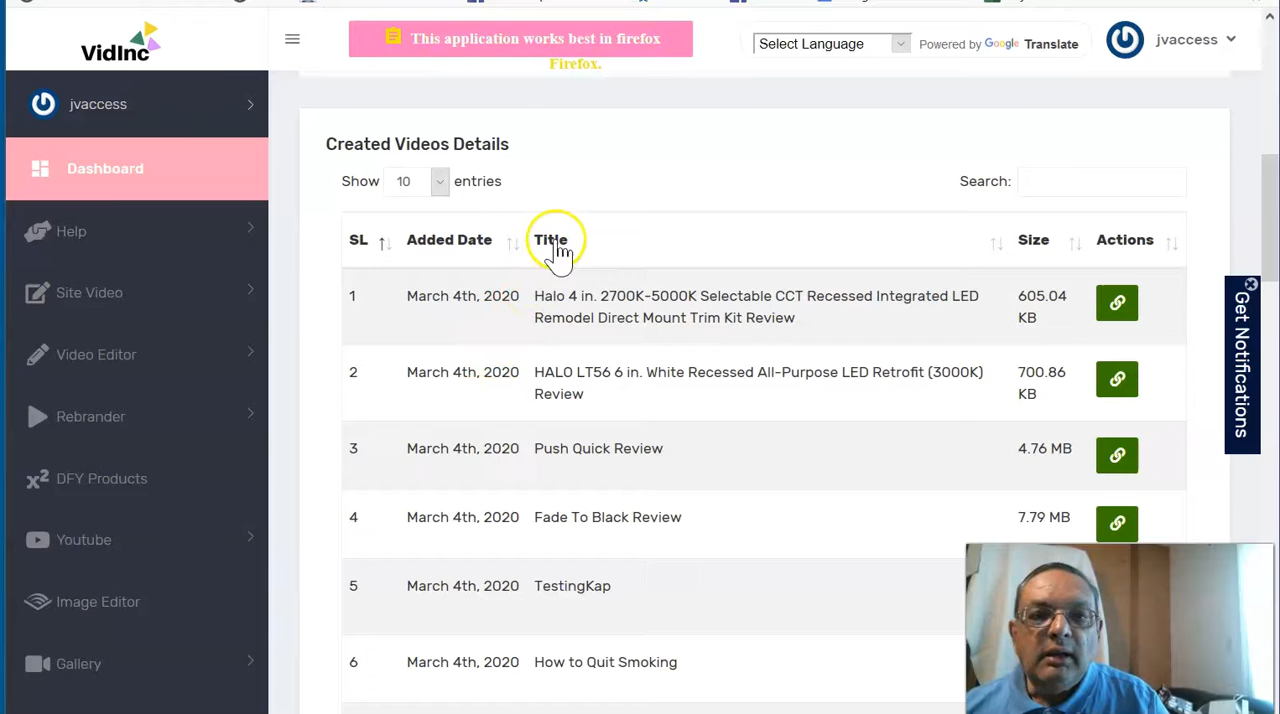 VidInc
This application works best in firefox
Firefox.
Select Language
Powered by Google Translate
jvaccess
jvaccess
Dashboard
Help
Site Video
Video Editor
Rebrander
DFY Products
Youtube
Image Editor
Gallery
Created Videos Details
Show 10 entries
Search:
SL Added Date Title Size Actions
1 March 4th, 2020 Halo 4 in. 2700K-5000K Selectable CCT Recessed Integrated LED 605.04
Remodel Direct Mount Trim Kit Review KB
2 March 4th, 2020 HALO LT56 6 in. White Recessed All-Purpose LED Retrofit (3000K) 700.86
Review KB
3 March 4th, 2020 Push Quick Review 4.76 MB
4 March 4th, 2020 Fade To Black Review 7.79 MB
5 March 4th, 2020 TestingKap
6 March 4th, 2020 How to Quit Smoking
Get Notifications